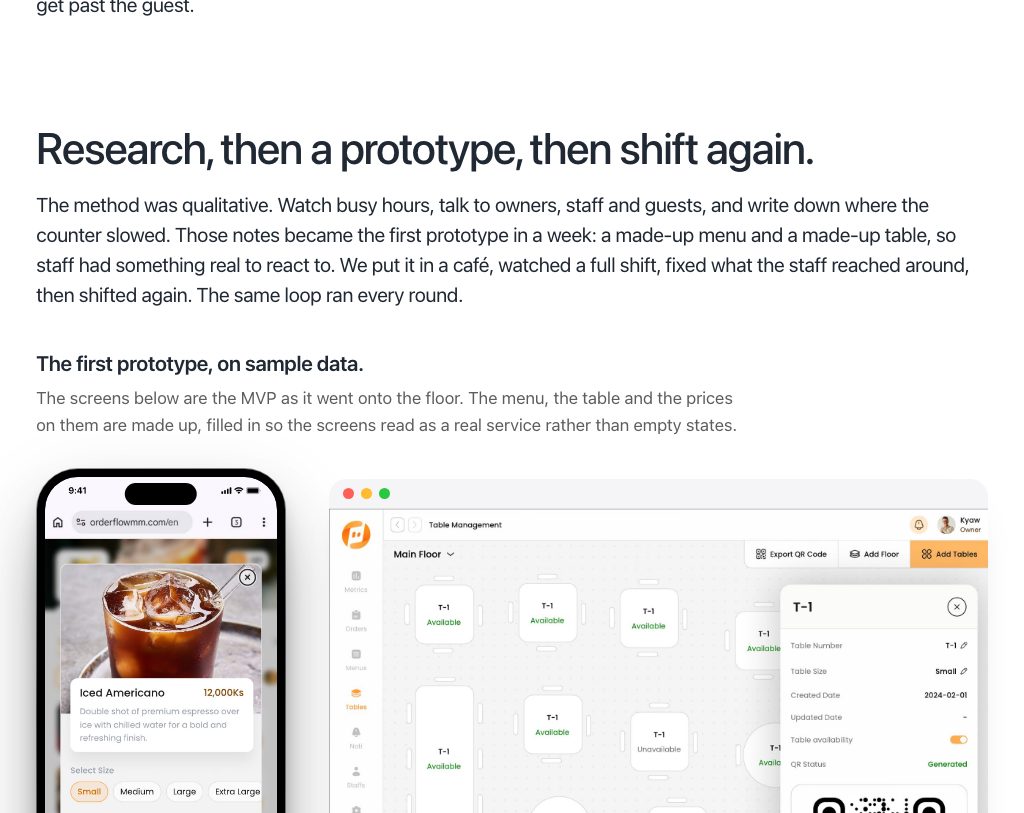 get past the guest.
Research, then a prototype, then shift again.
The method was qualitative. Watch busy hours, talk to owners, staff and guests, and write down where the
counter slowed. Those notes became the first prototype in a week: a made-up menu and a made-up table, so
staff had something real to react to. We put it in a café, watched a full shift, fixed what the staff reached around,
then shifted again. The same loop ran every round.
The first prototype, on sample data.
The screens below are the MVP as it went onto the floor. The menu, the table and the prices
on them are made up, filled in so the screens read as a real service rather than empty states.
9:41
orderflowmm.com/en
Iced Americano 12,000Ks
Double shot of premium espresso over
ice with chilled water for a bold and
refreshing finish.
Select Size
Small Medium Large Extra Large
Table Management
Kyaw
Owner
Main Floor
Export QR Code Add Floor Add Tables
Metrics
Orders
Menus
Tables
Noti
Staffs
T-1
Available
T-1
Available
T-1
Available
T-1
Available
T-1
Available
T-1
Available
T-1
Unavailable
T-1
Availa
T-1
Table Number T-1
Table Size Small
Created Date 2024-02-01
Updated Date -
Table availability
QR Status Generated